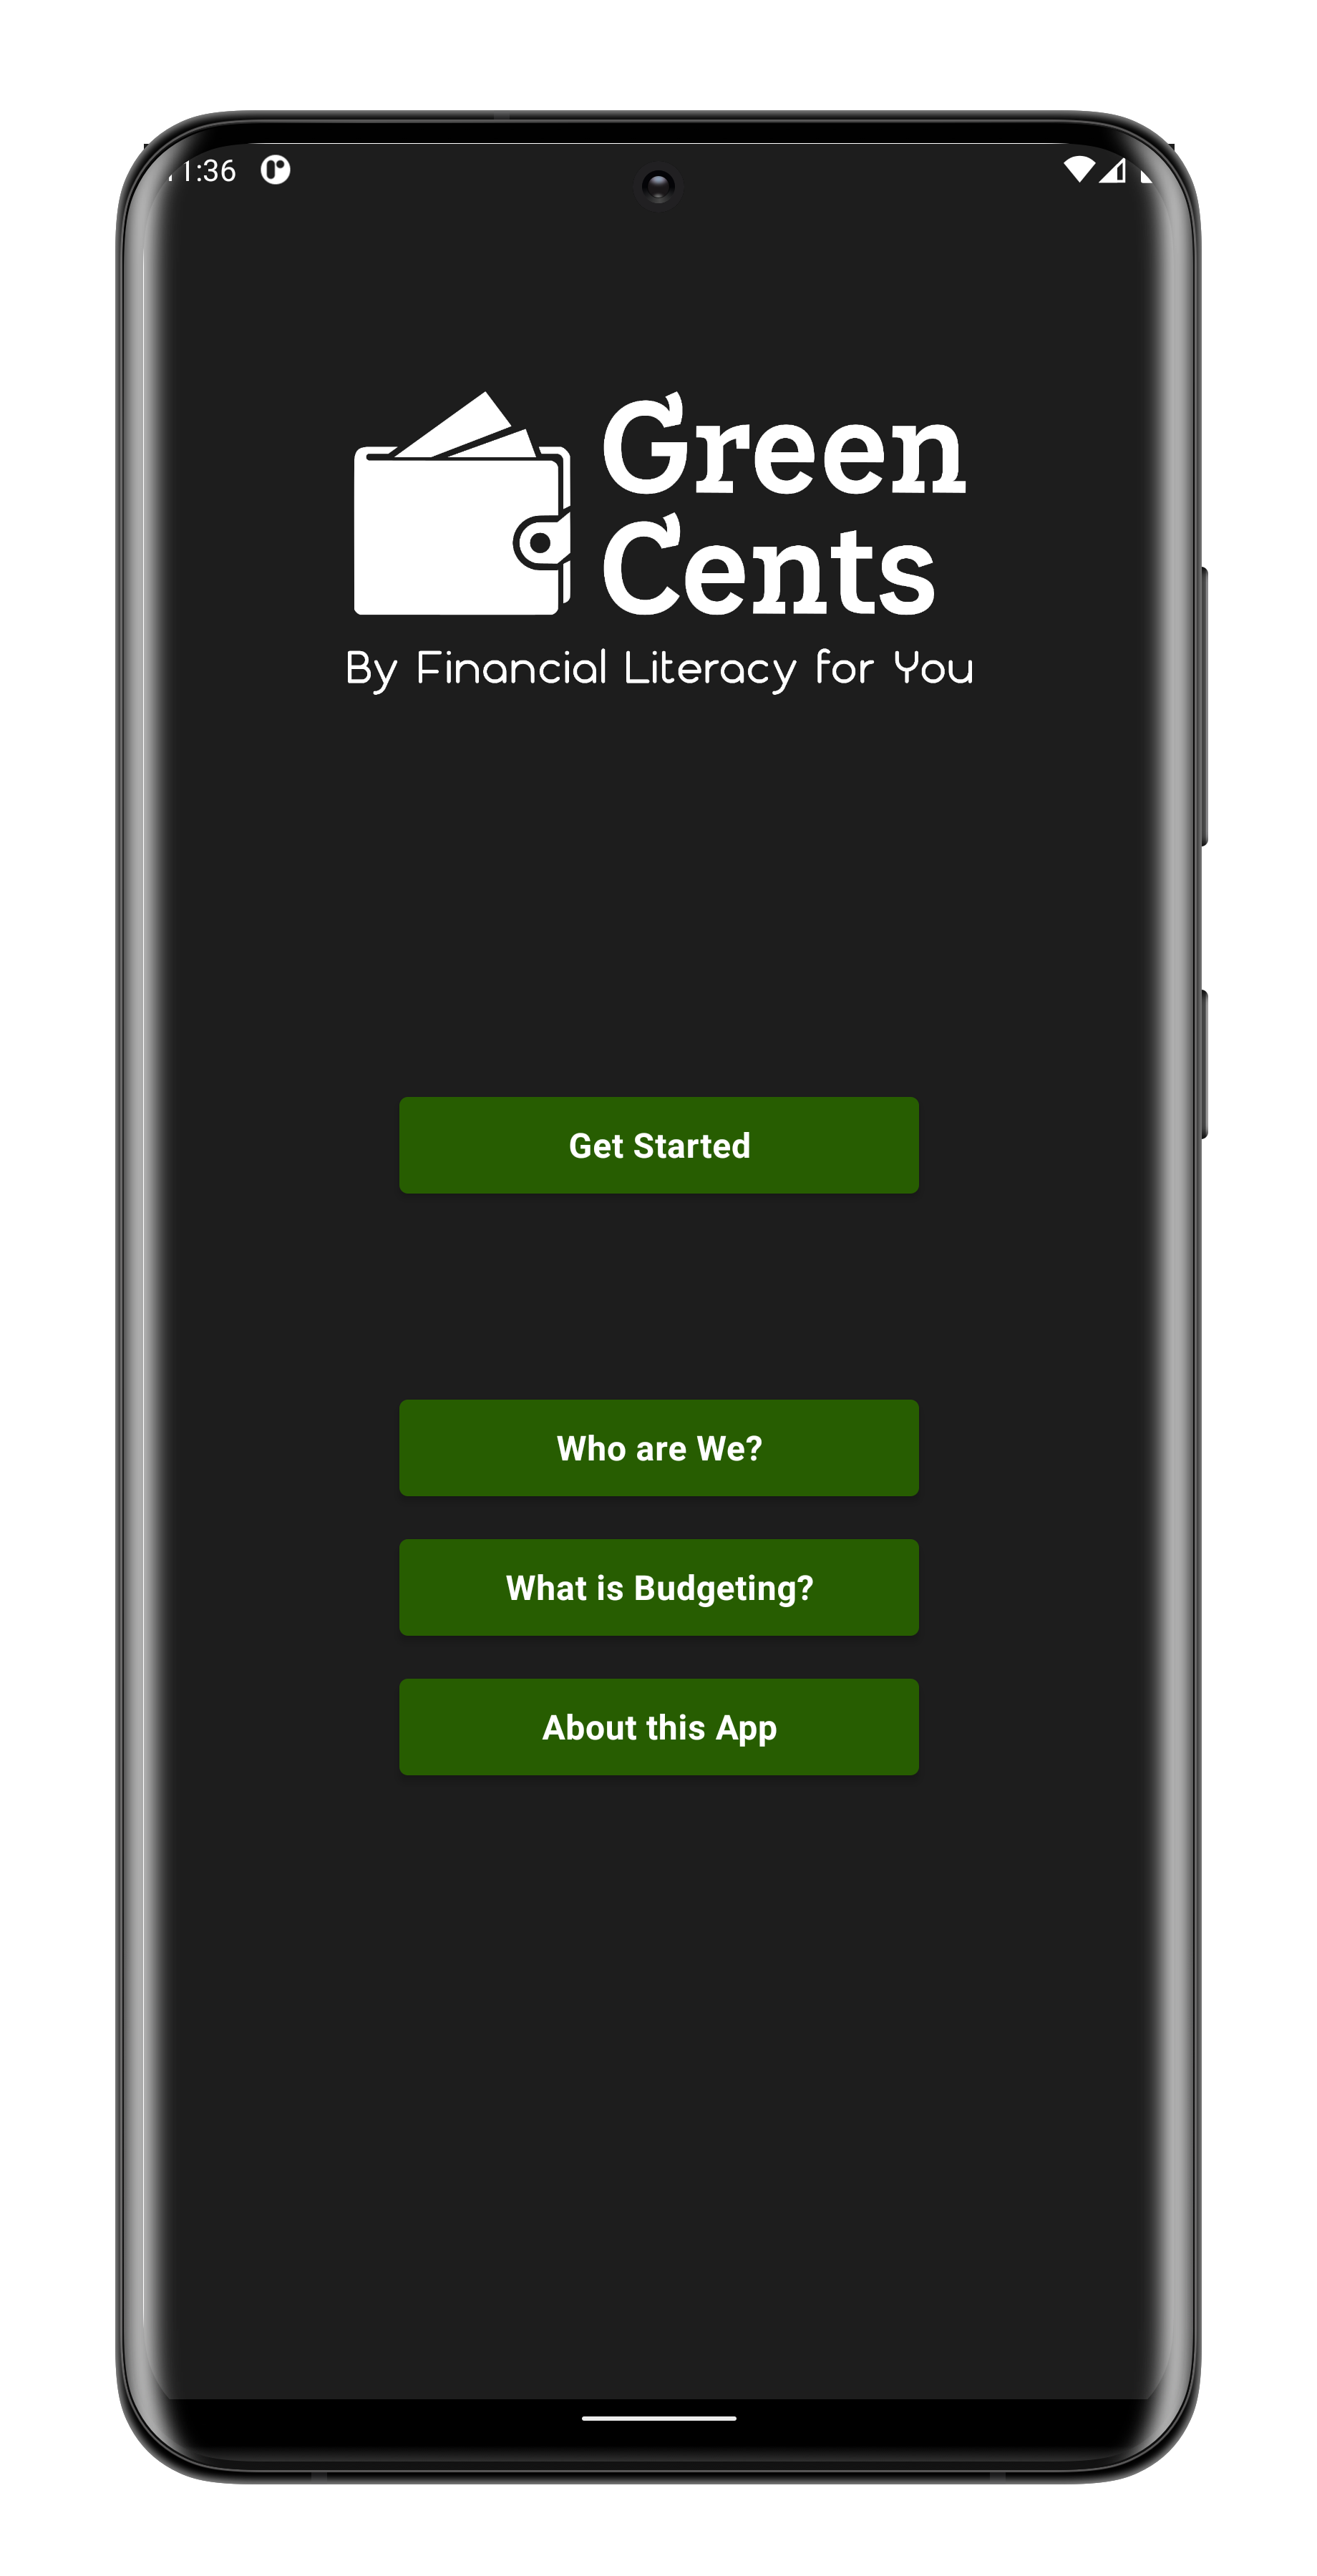 :36
Green
Cents
By Financial Literacy for You
Get Started
Who are We?
What is Budgeting?
About this App